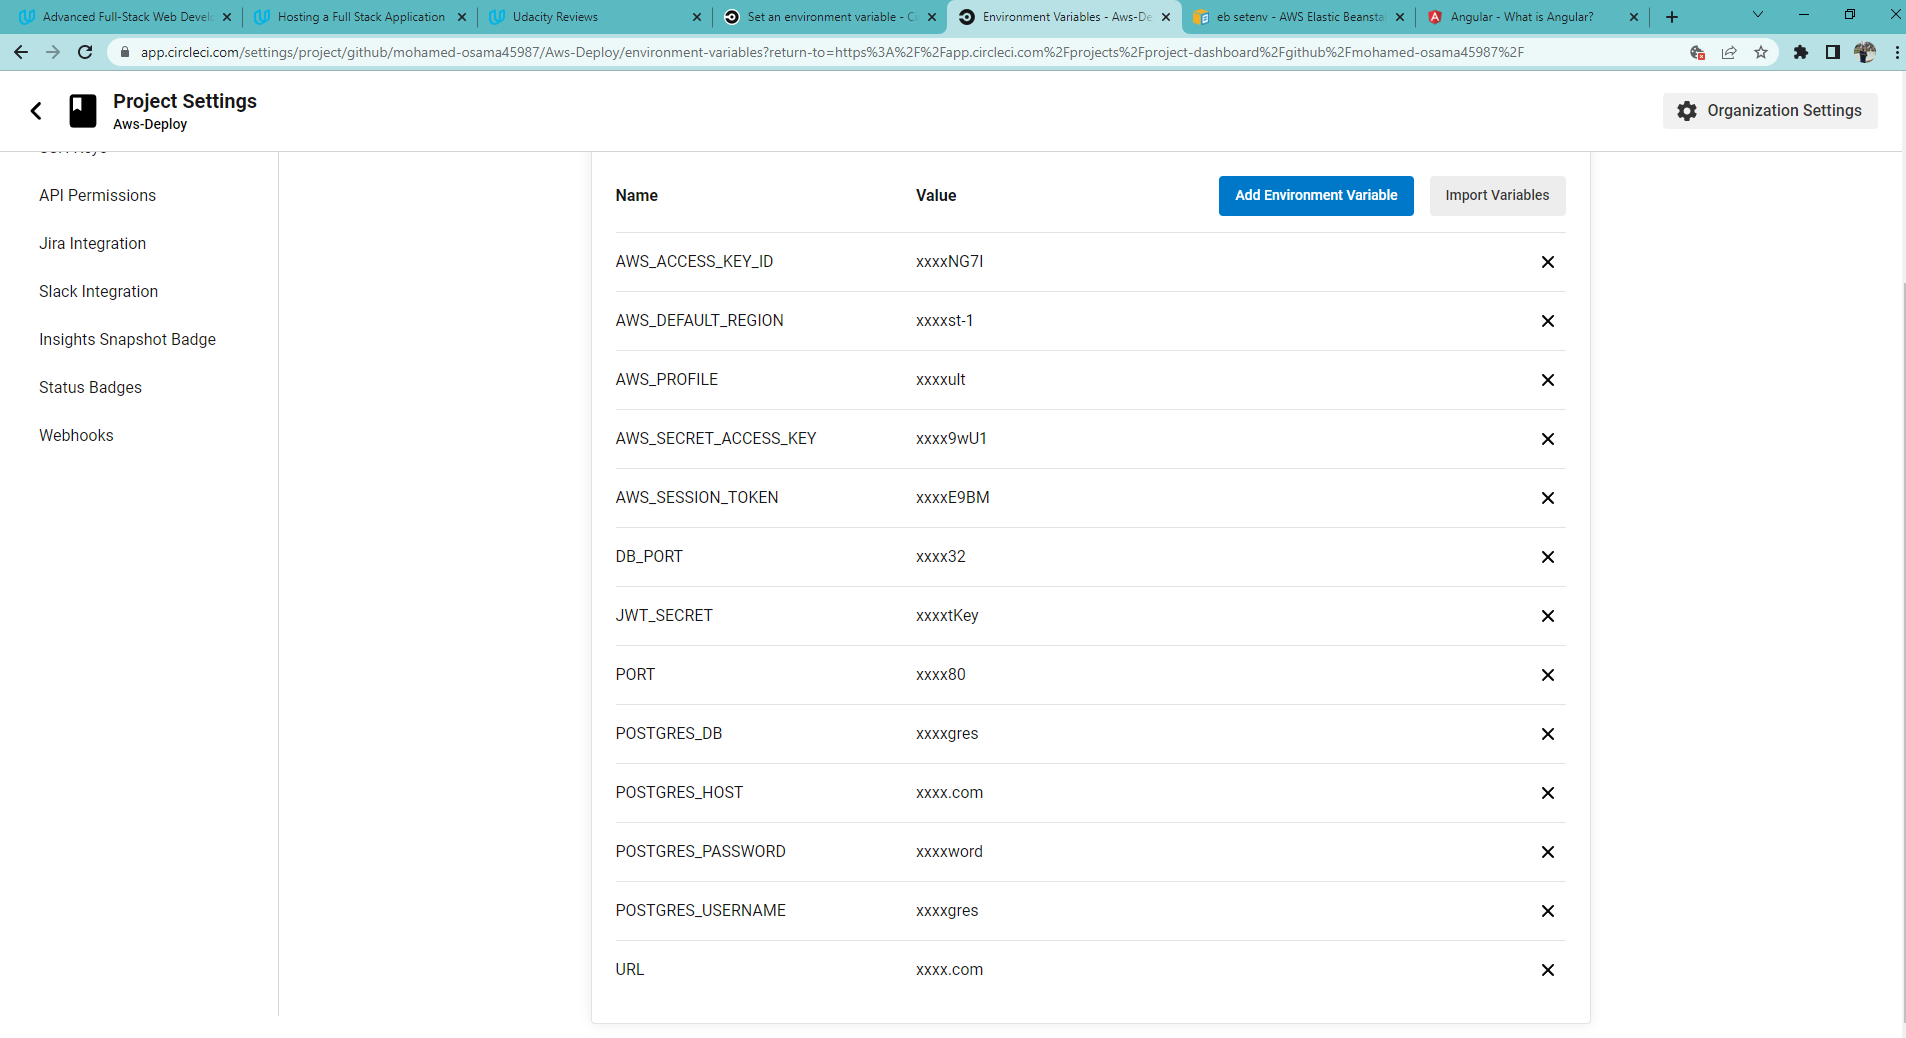 Advanced Full-Stack Web Devel
Hosting a Full Stack Application
Udacity Reviews
Set an environment variable - Ci
Environment Variables - Aws-De
eb setenv - AWS Elastic Beansta
Angular - What is Angular?
app.circleci.com/settings/project/github/mohamed-osama45987/Aws-Deploy/environment-variables?return-to=https%3A%2F%2Fapp.circleci.com%2Fprojects%2Fproject-dashboard%2Fgithub%2Fmohamed-osama45987%2F
Project Settings
Aws-Deploy
Organization Settings
API Permissions
Jira Integration
Slack Integration
Insights Snapshot Badge
Status Badges
Webhooks
Name Value Add Environment Variable Import Variables
AWS_ACCESS_KEY_ID xxxxNG7I
AWS_DEFAULT_REGION xxxxst-1
AWS_PROFILE xxxxult
AWS_SECRET_ACCESS_KEY xxxx9wU1
AWS_SESSION_TOKEN xxxxE9BM
DB_PORT xxxx32
JWT_SECRET xxxxtKey
PORT xxxx80
POSTGRES_DB xxxxgres
POSTGRES_HOST xxxx.com
POSTGRES_PASSWORD xxxxword
POSTGRES_USERNAME xxxxgres
URL xxxx.com